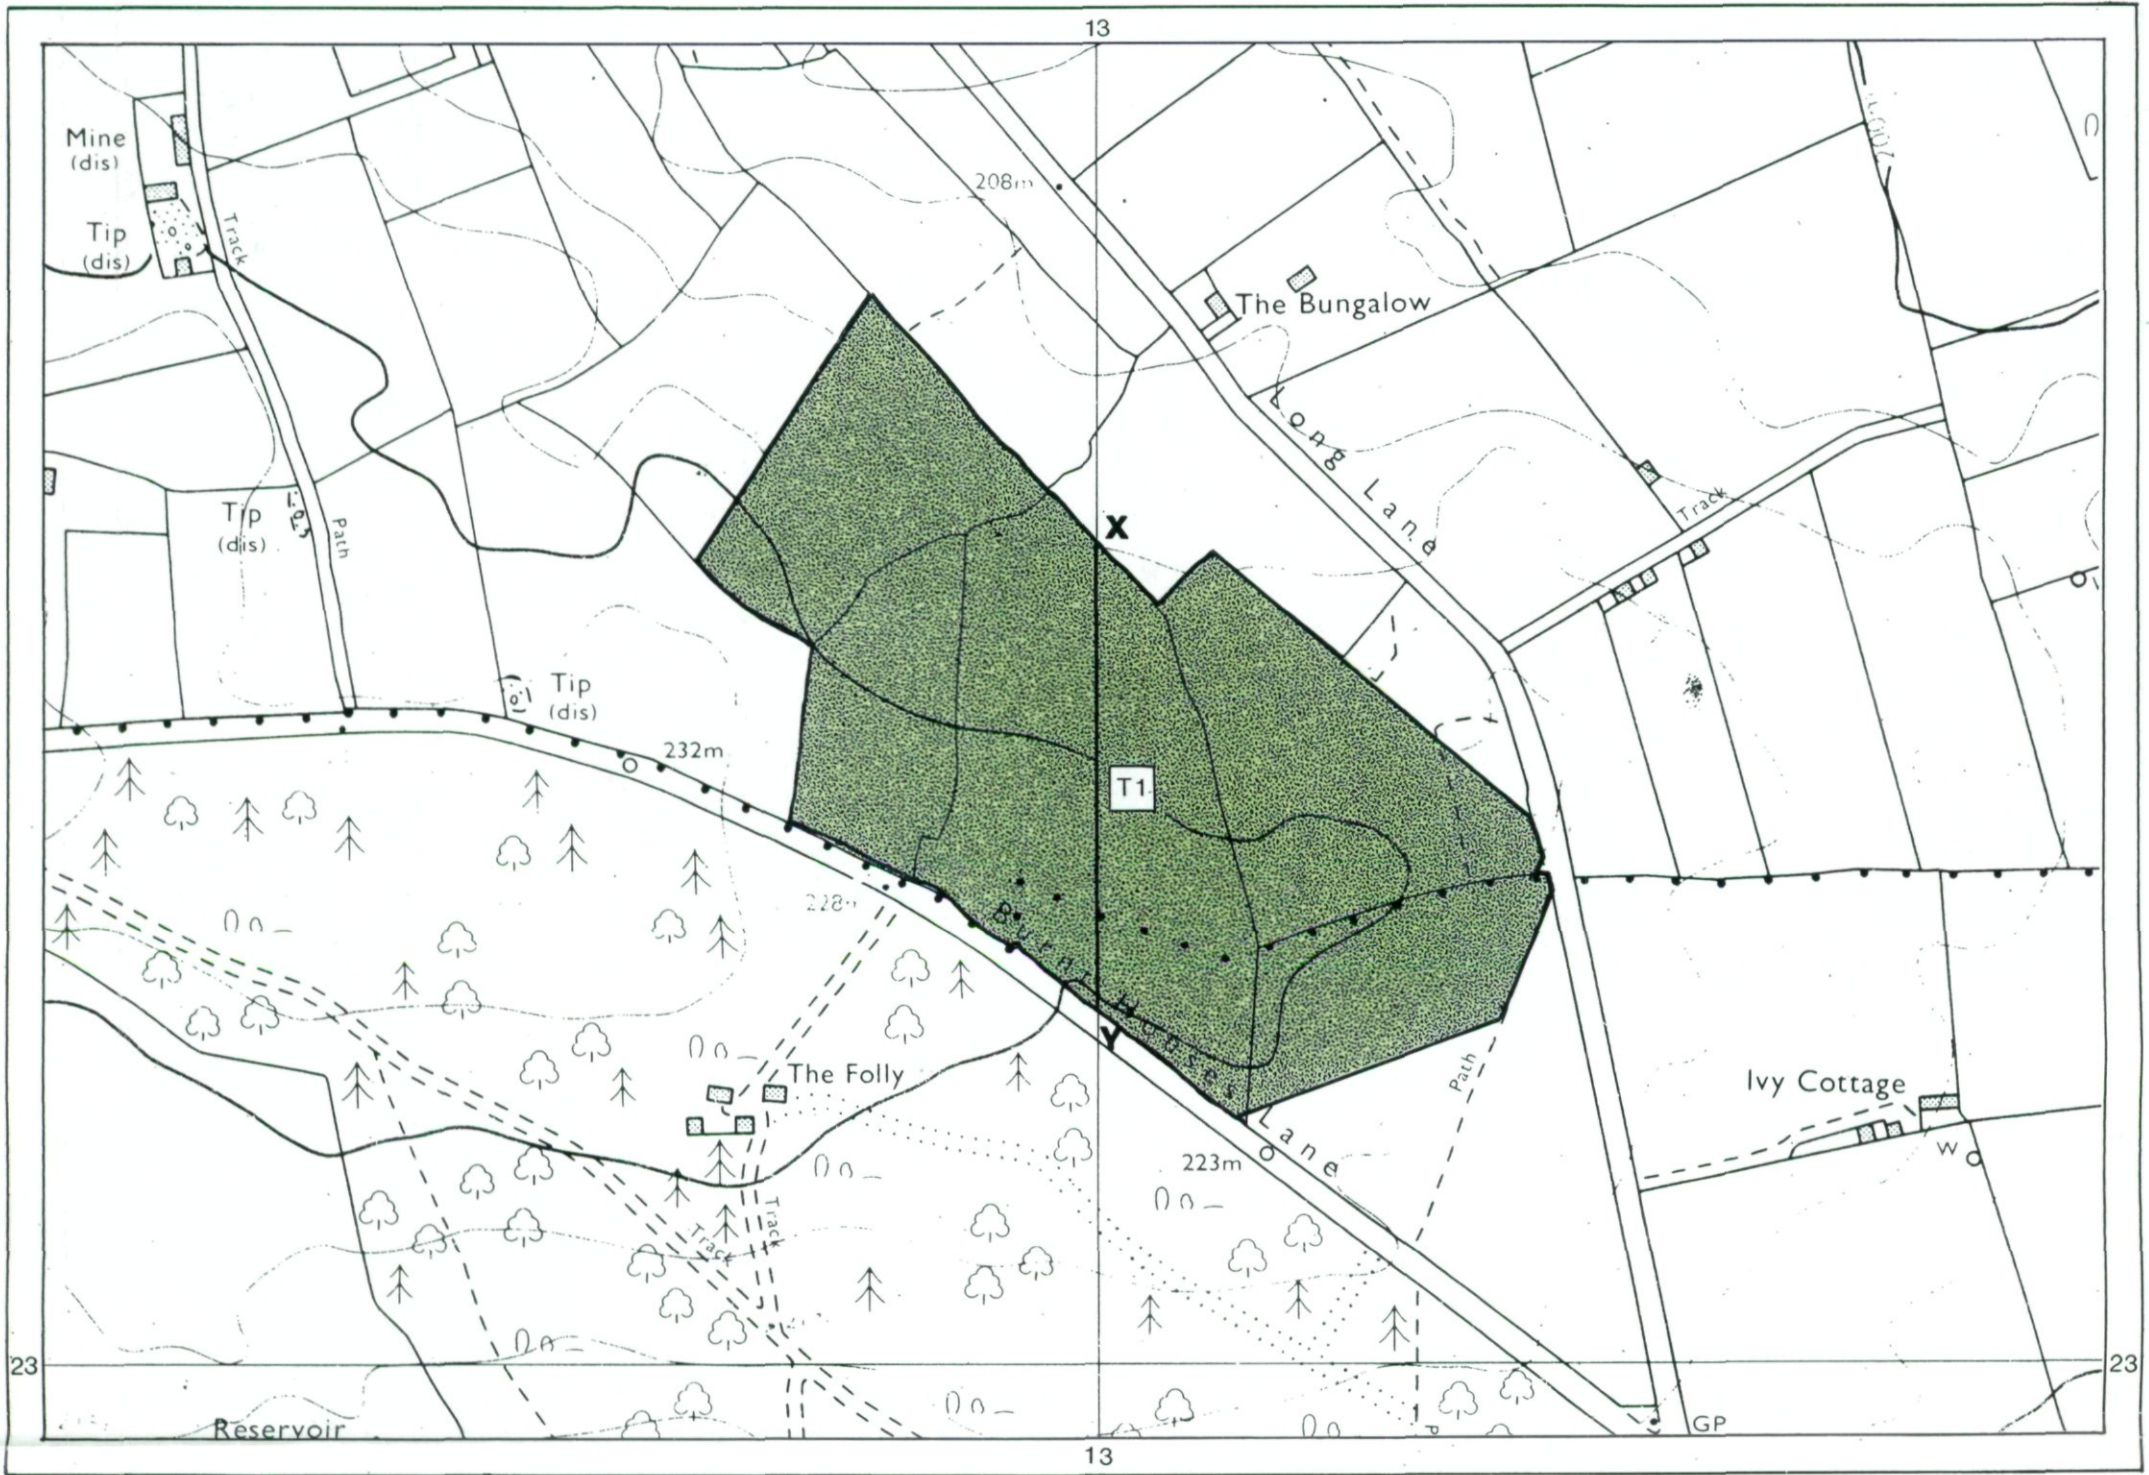 13
Mine
(dis)
Tip
(dis)
Track
208m
The Bungalow
Long Lane
X
Track
Tip
(dis)
Path
Tip
(dis)
232m
T1
228m
Burnt Houses Lane
Y
The Folly
Path
Ivy Cottage
W
223m
Track
Track
23
23
Reservoir
GP
13